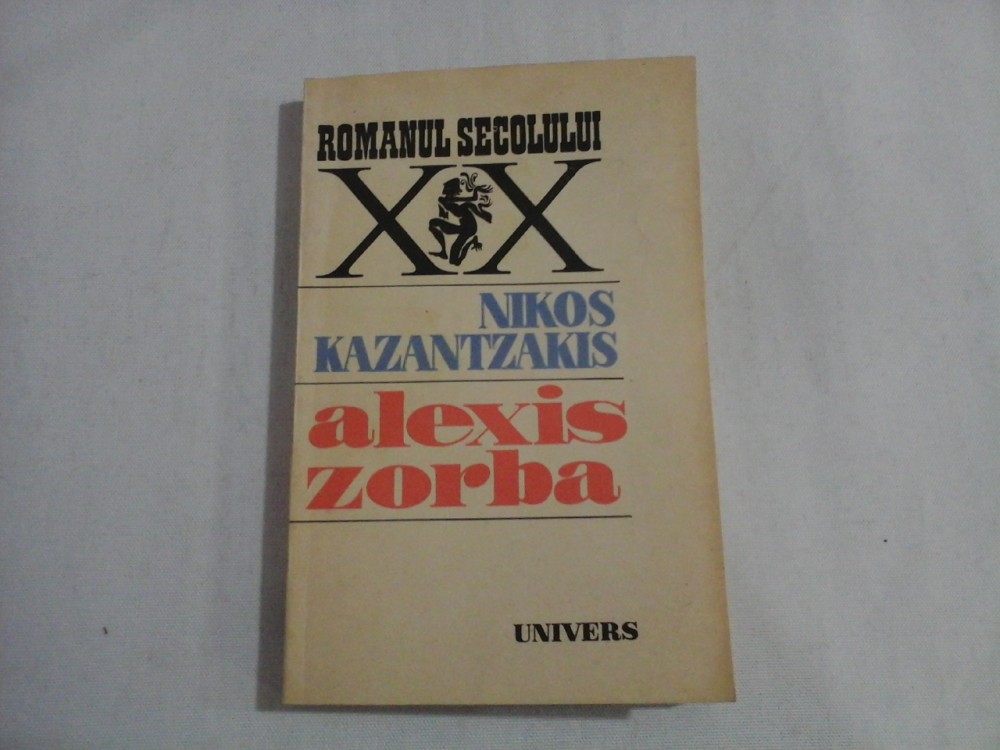 ROMANUL SECOLULUI
XX
NIKOS
KAZANTZAKIS
alexis
zorba
UNIVERS